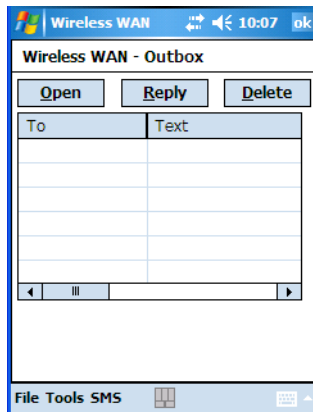 Wireless WAN 10:07 ok
Wireless WAN - Outbox
Open Reply Delete
To Text
File Tools SMS